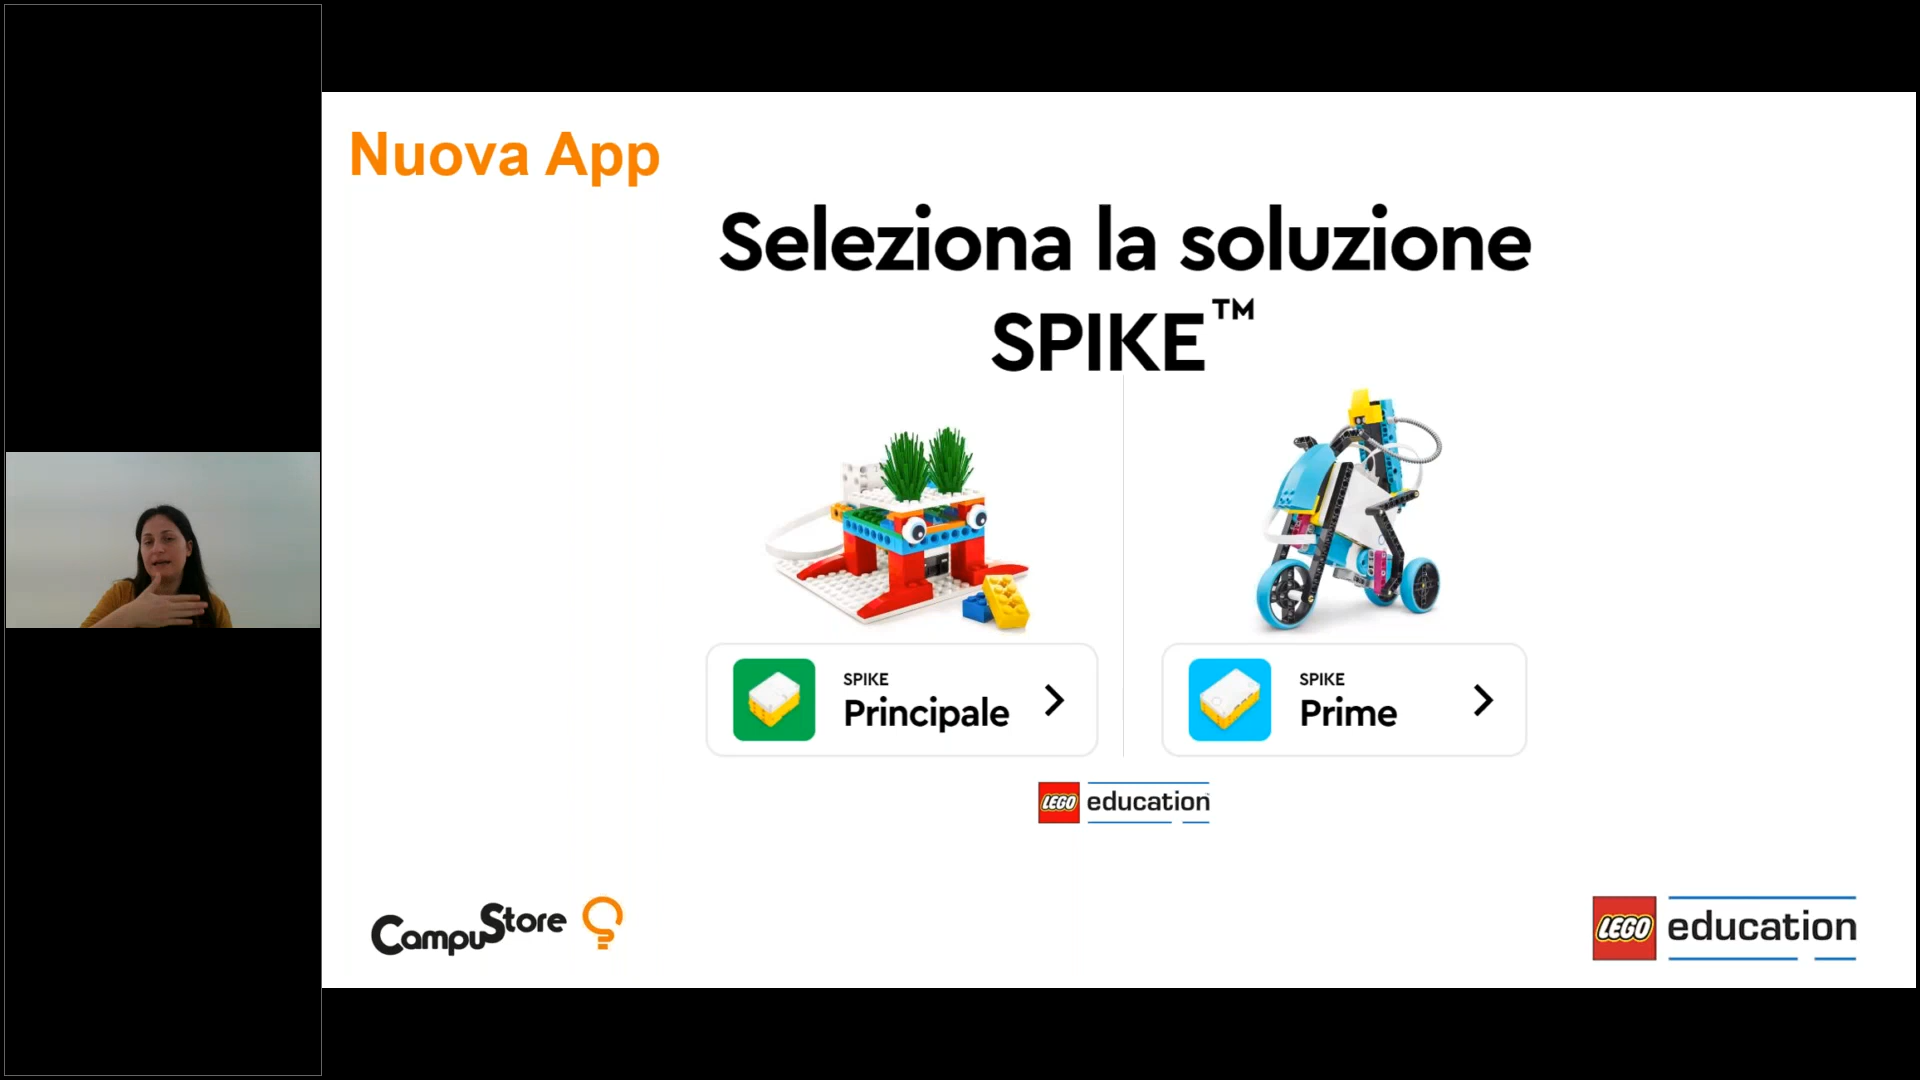 Nuova App
Seleziona la soluzione
SPIKE™
SPIKE
Principale
SPIKE
Prime
LEGO education
CampuStore
LEGO education